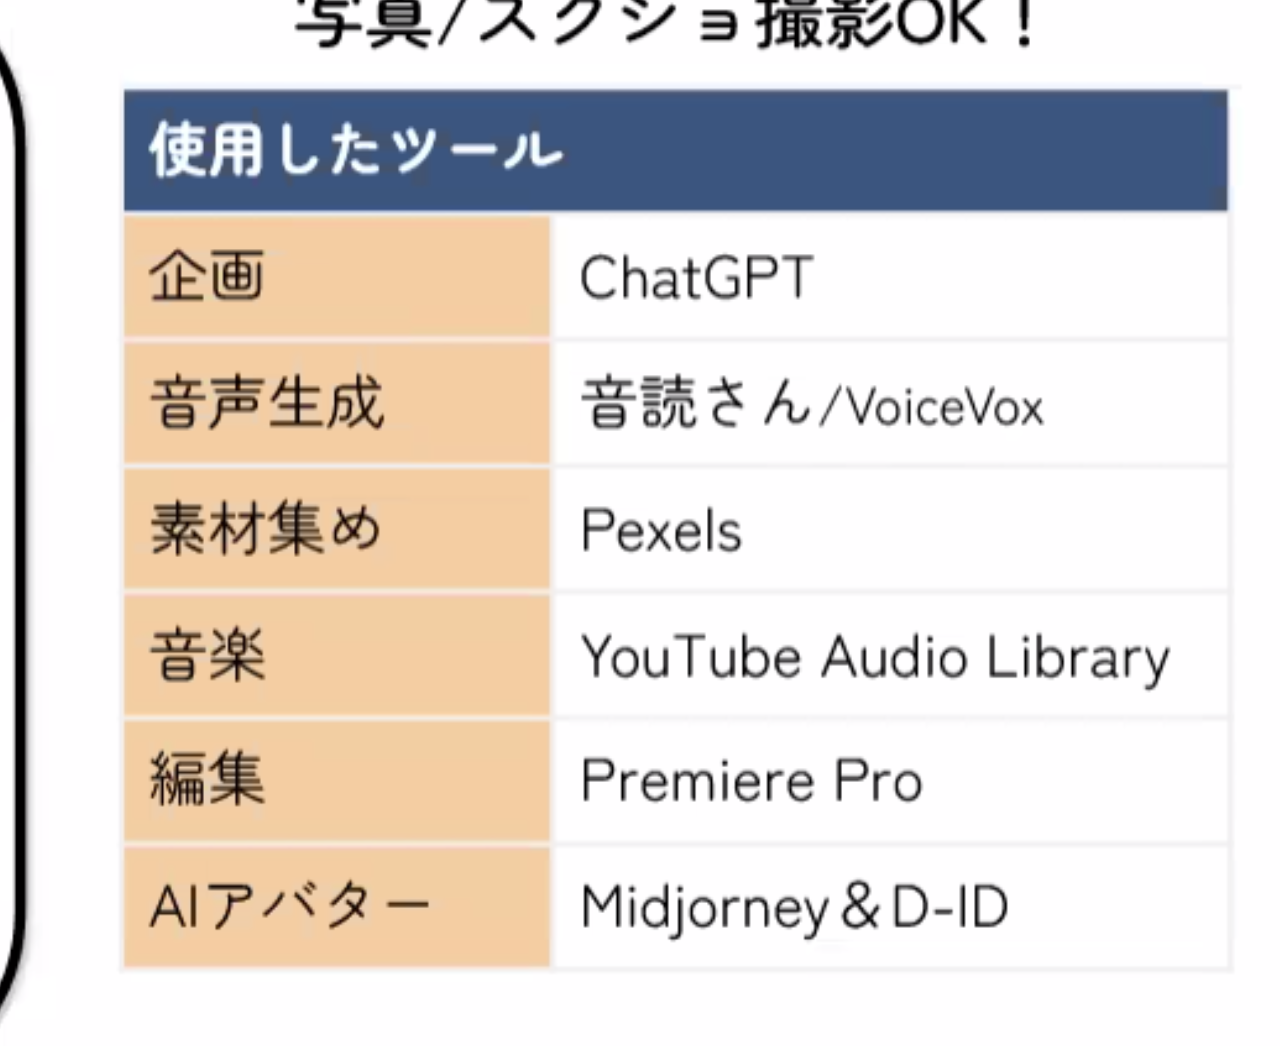 写真/スクショ撮影OK！
使用したツール
企画 ChatGPT
音声生成 音読さん/VoiceVox
素材集め Pexels
音楽 YouTube Audio Library
編集 Premiere Pro
AIアバター Midjorney＆D-ID